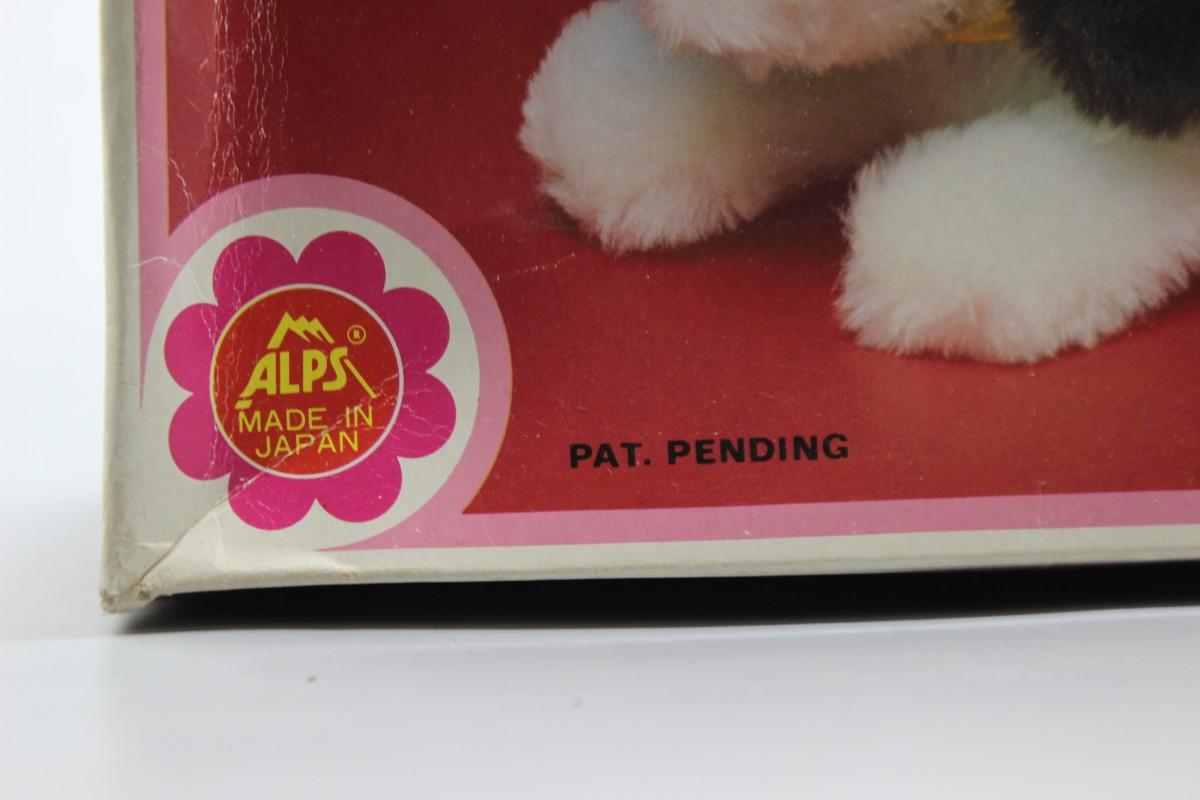 ALPS®
MADE IN
JAPAN
PAT. PENDING